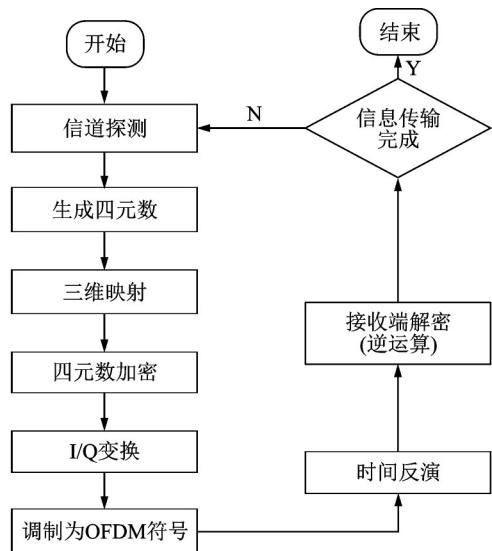 开始
信道探测
生成四元数
三维映射
四元数加密
I/Q变换
调制为OFDM符号
时间反演
接收端解密
(逆运算)
信息传输
完成
N
Y
结束